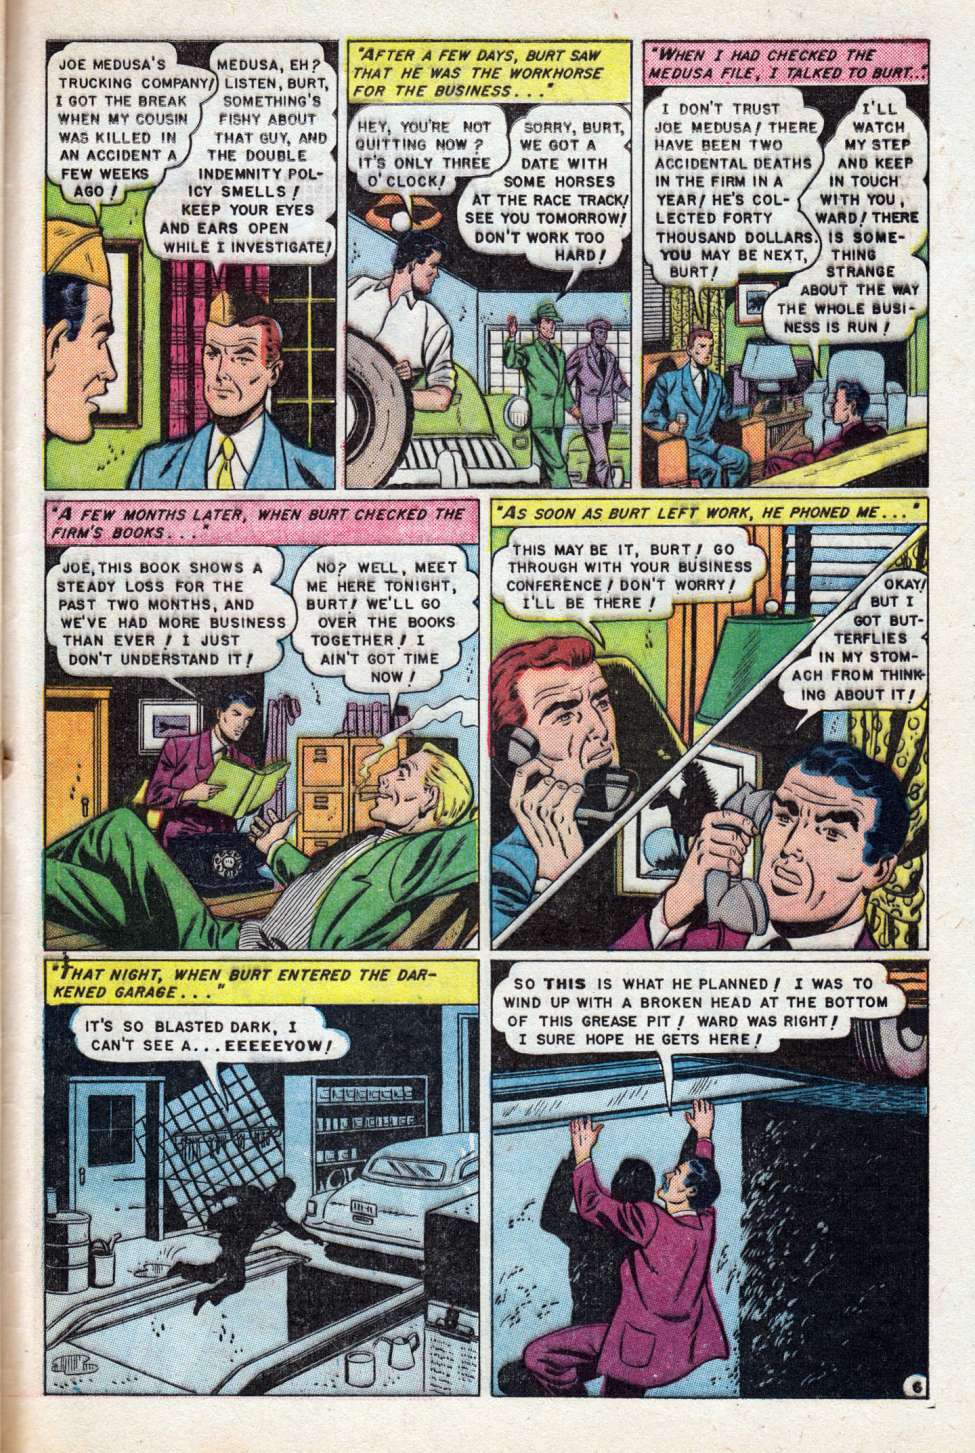 JOE MEDUSA'S
TRUCKING COMPANY!
I GOT THE BREAK
WHEN MY COUSIN
WAS KILLED IN
AN ACCIDENT A
FEW WEEKS
AGO!
MEDUSA, EH?
LISTEN, BURT,
SOMETHING'S
FISHY ABOUT
THAT GUY, AND
THE DOUBLE
INDEMNITY POL-
ICY SMELLS!
KEEP YOUR EYES
AND EARS OPEN
WHILE I INVESTIGATE!
"AFTER A FEW DAYS, BURT SAW
THAT HE WAS THE WORKHORSE
FOR THE BUSINESS..."
HEY, YOU'RE NOT
QUITTING NOW?
IT'S ONLY THREE
O'CLOCK!
SORRY, BURT,
WE GOT A
DATE WITH
SOME HORSES
AT THE RACE TRACK!
SEE YOU TOMORROW!
DON'T WORK TOO
HARD!
"WHEN I HAD CHECKED THE
MEDUSA FILE, I TALKED TO BURT..."
I DON'T TRUST
JOE MEDUSA! THERE
HAVE BEEN TWO
ACCIDENTAL DEATHS
IN THE FIRM IN A
YEAR! HE'S COL-
LECTED FORTY
THOUSAND DOLLARS.
YOU MAY BE NEXT,
BURT!
I'LL
WATCH
MY STEP
AND KEEP
IN TOUCH
WITH YOU,
WARD! THERE
IS SOME-
THING
STRANGE
ABOUT THE WAY
THE WHOLE BUSI-
NESS IS RUN!
"A FEW MONTHS LATER, WHEN BURT CHECKED THE
FIRM'S BOOKS..."
JOE, THIS BOOK SHOWS A
STEADY LOSS FOR THE
PAST TWO MONTHS, AND
WE'VE HAD MORE BUSINESS
THAN EVER! I JUST
DON'T UNDERSTAND IT!
NO? WELL, MEET
ME HERE TONIGHT,
BURT! WE'LL GO
OVER THE BOOKS
TOGETHER! I
AIN'T GOT TIME
NOW!
"AS SOON AS BURT LEFT WORK, HE PHONED ME..."
THIS MAY BE IT, BURT! GO
THROUGH WITH YOUR BUSINESS
CONFERENCE! DON'T WORRY!
I'LL BE THERE!
OKAY!
BUT I
GOT BUT-
TERFLIES
IN MY STOM-
ACH FROM THINK-
ING ABOUT IT!
"THAT NIGHT, WHEN BURT ENTERED THE DAR-
KENED GARAGE..."
IT'S SO BLASTED DARK, I
CAN'T SEE A...EEEEEYOW!
SO THIS IS WHAT HE PLANNED! I WAS TO
WIND UP WITH A BROKEN HEAD AT THE BOTTOM
OF THIS GREASE PIT! WARD WAS RIGHT!
I SURE HOPE HE GETS HERE!
6